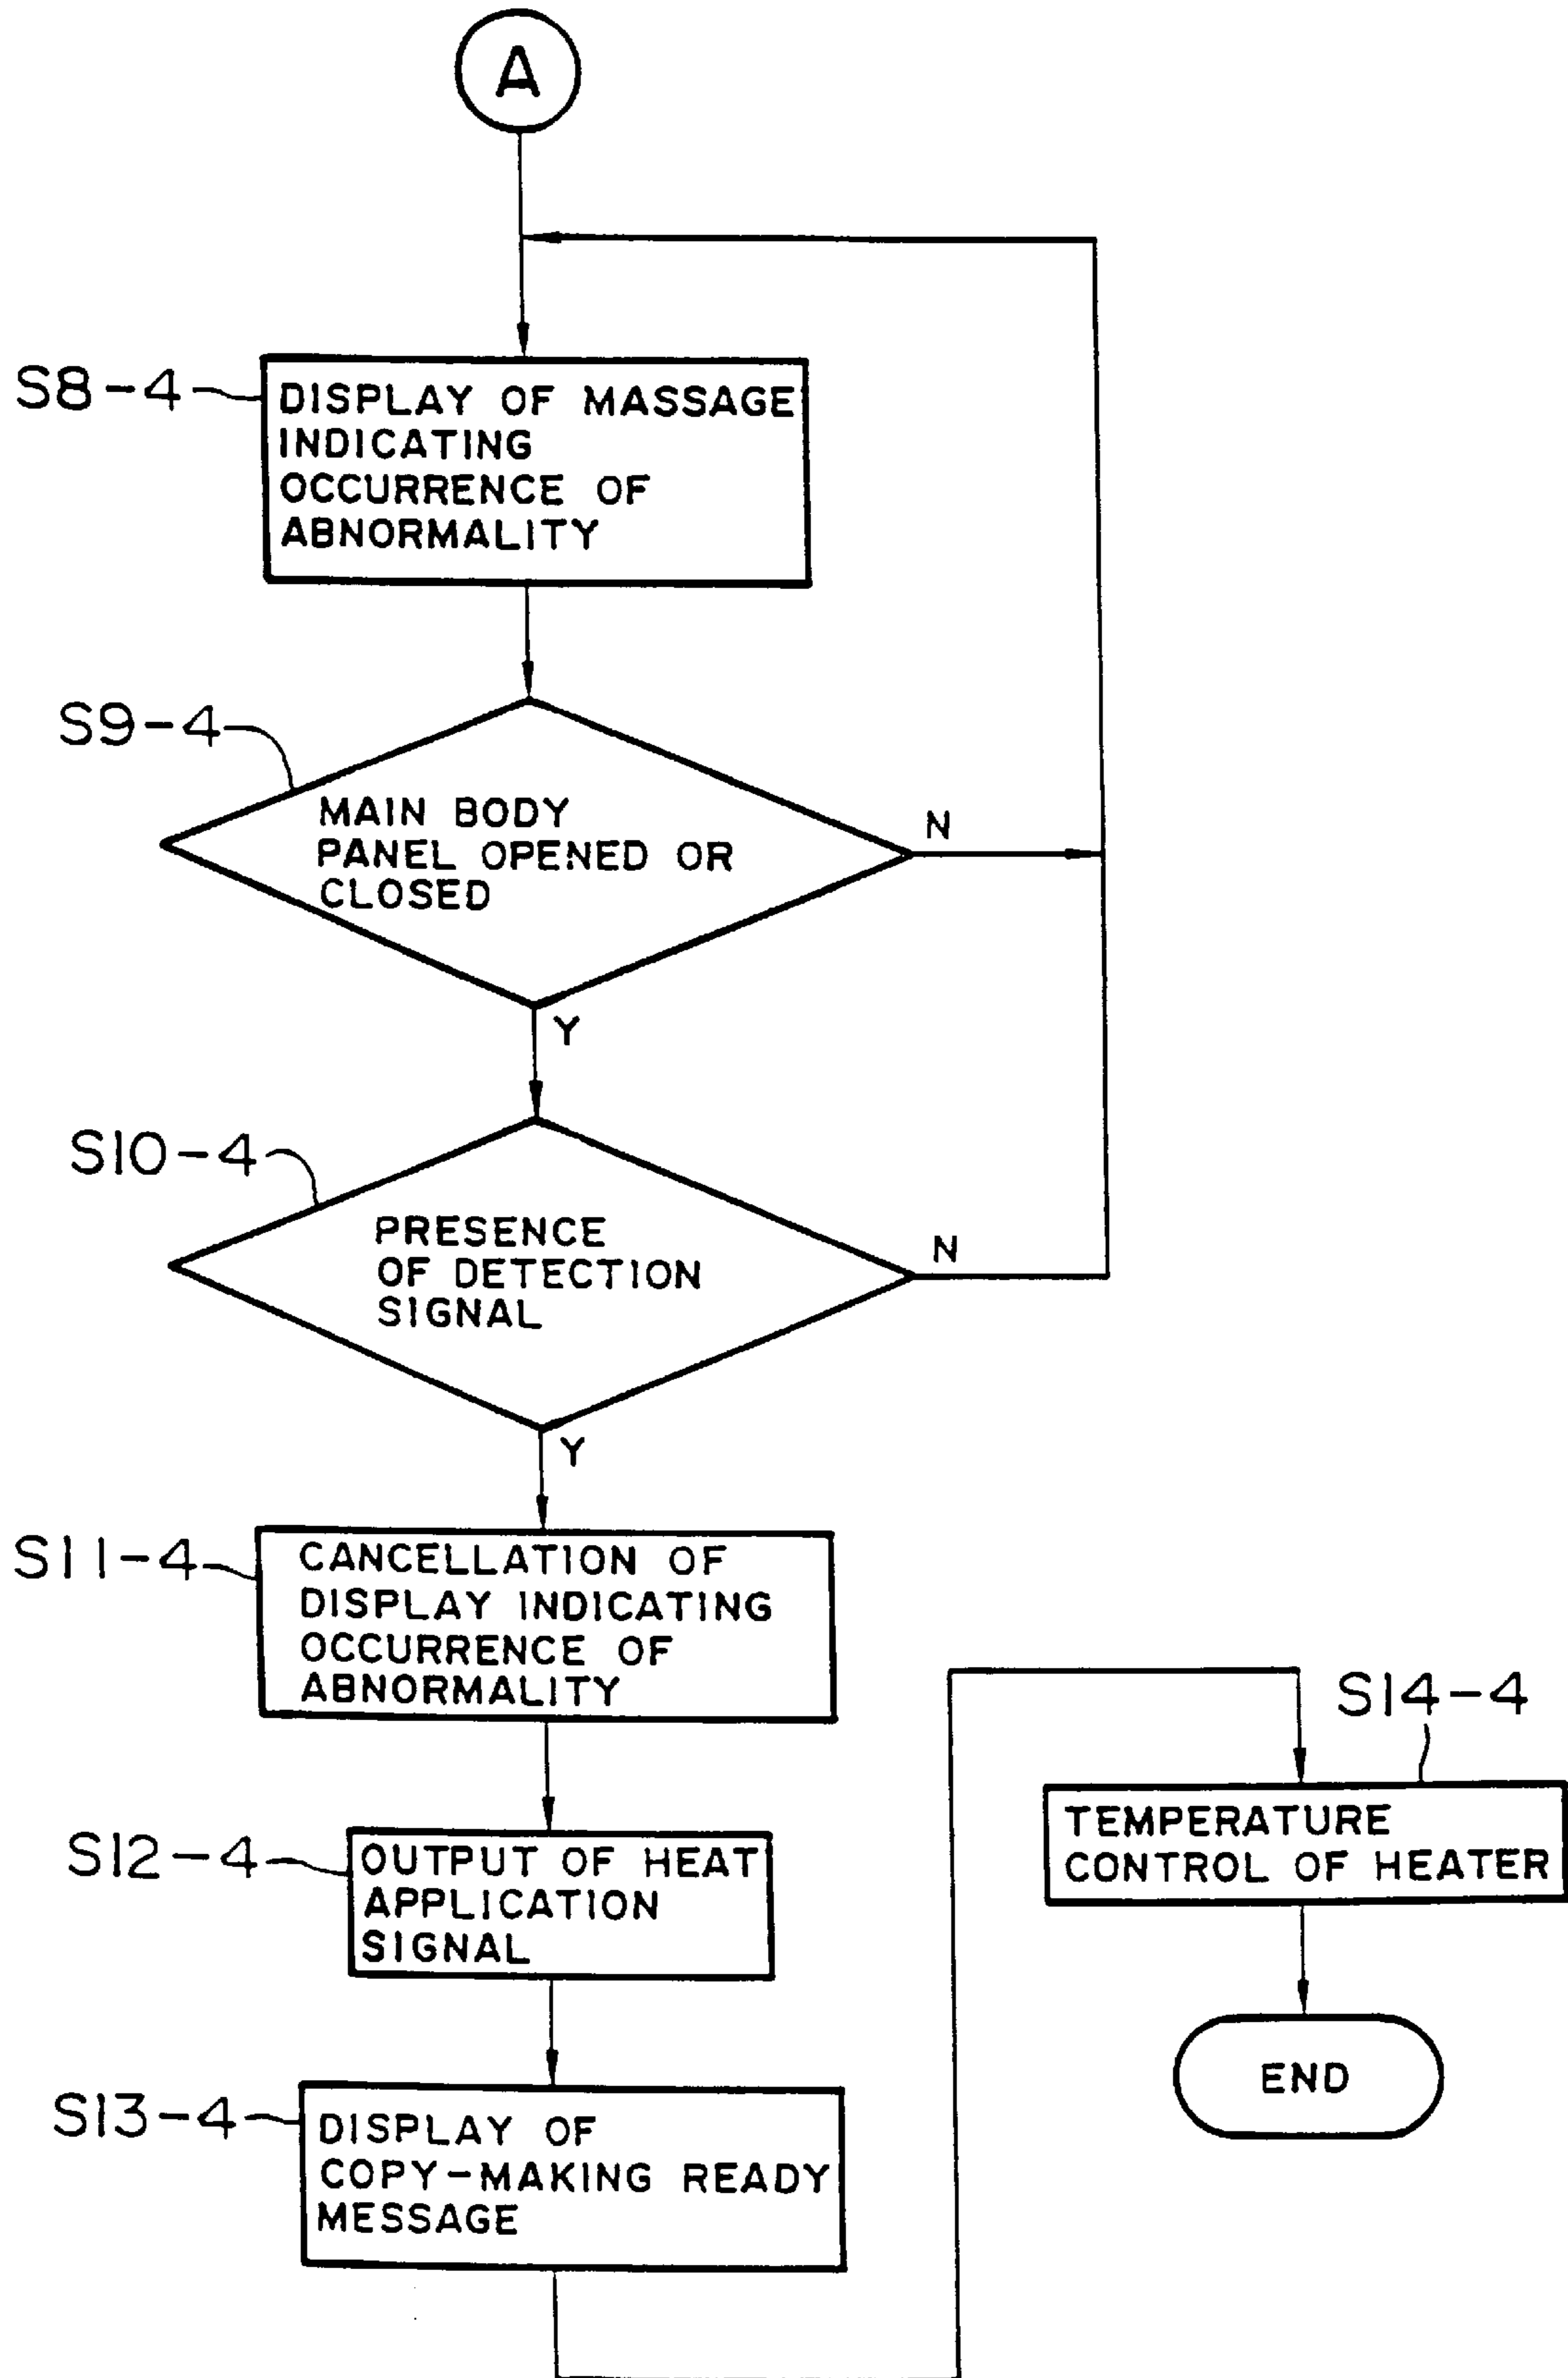 A
S8-4
DISPLAY OF MASSAGE
INDICATING
OCCURRENCE OF
ABNORMALITY
S9-4
MAIN BODY
PANEL OPENED OR
CLOSED
N
Y
S10-4
PRESENCE
OF DETECTION
SIGNAL
N
Y
S11-4
CANCELLATION OF
DISPLAY INDICATING
OCCURRENCE OF
ABNORMALITY
S12-4
OUTPUT OF HEAT
APPLICATION
SIGNAL
S13-4
DISPLAY OF
COPY-MAKING READY
MESSAGE
S14-4
TEMPERATURE
CONTROL OF HEATER
END